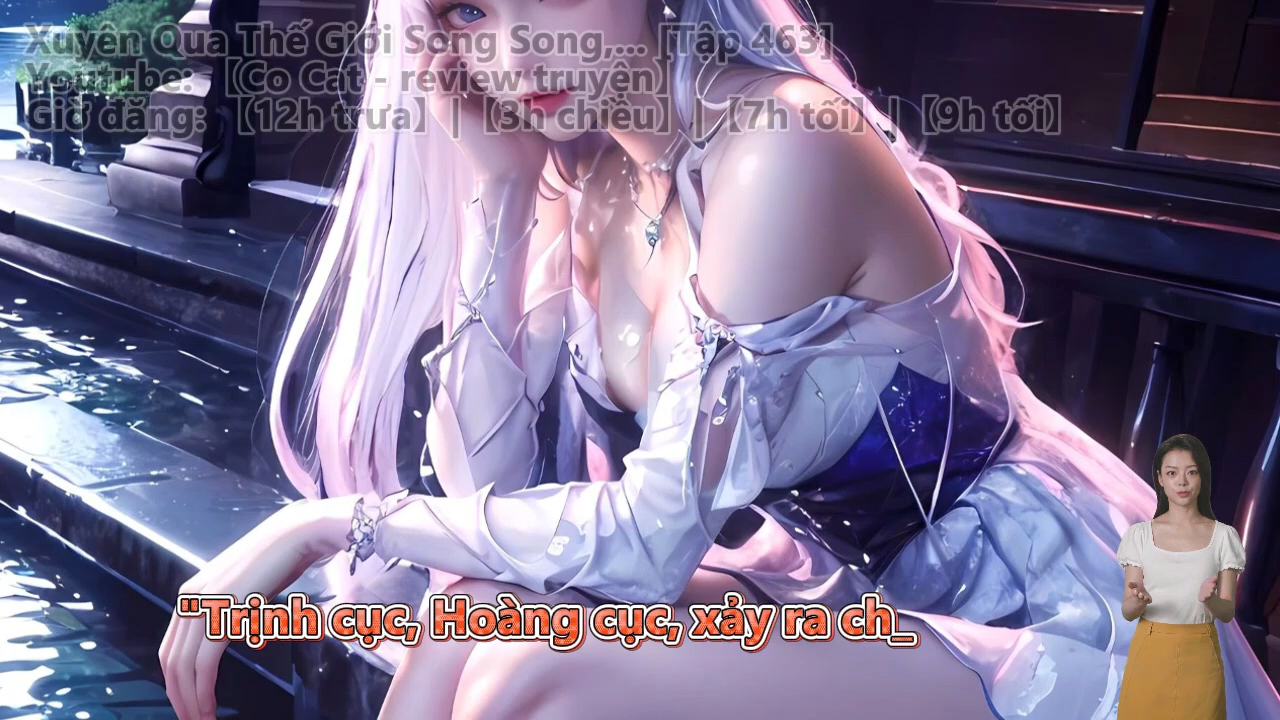 Xuyên Qua Thế Giới Song Song,... [Tập 463]
Youtube: [Co Cat - review truyện]
Giờ đăng: [12h trưa] | [3h chiều] | [7h tối] | [9h tối]
"Trịnh cục, Hoàng cục, xảy ra ch_